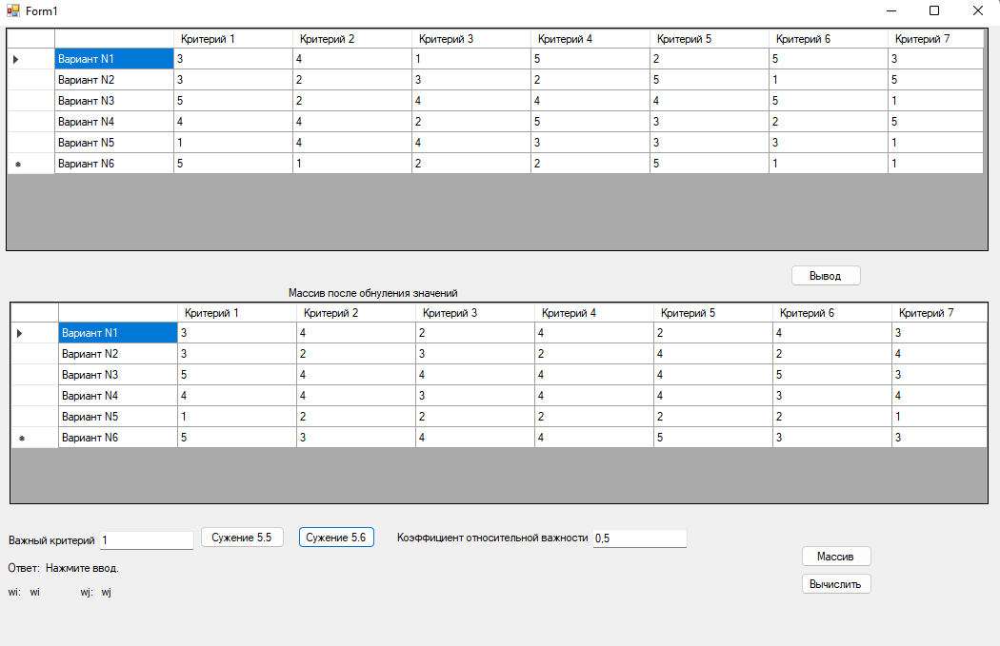 Form1
Критерий 1 Критерий 2 Критерий 3 Критерий 4 Критерий 5 Критерий 6 Критерий 7
Вариант N1 3 4 1 5 2 5 3
Вариант N2 3 2 3 2 5 1 5
Вариант N3 5 2 4 4 4 5 1
Вариант N4 4 4 2 5 3 2 5
Вариант N5 1 4 4 3 3 3 1
Вариант N6 5 1 2 2 5 1 1
Вывод
Массив после обнуления значений
Критерий 1 Критерий 2 Критерий 3 Критерий 4 Критерий 5 Критерий 6 Критерий 7
Вариант N1 3 4 2 4 2 4 3
Вариант N2 3 2 3 2 4 2 4
Вариант N3 5 4 4 4 4 5 3
Вариант N4 4 4 3 4 4 3 4
Вариант N5 1 2 2 2 2 2 1
Вариант N6 5 3 4 4 5 3 3
Важный критерий 1 Сужение 5.5 Сужение 5.6 Коэффициент относительной важности 0,5
Массив
Ответ: Нажмите ввод.
Вычислить
wi: wi wj: wj